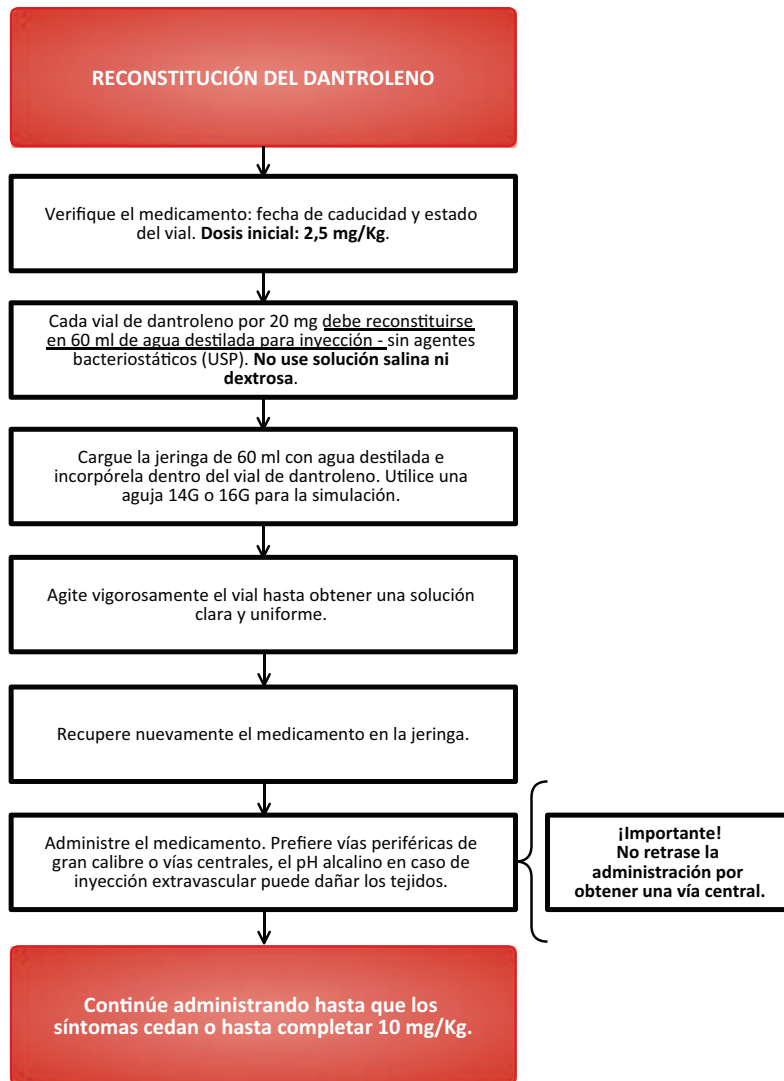 RECONSTITUCIÓN DEL DANTROLENO
Verifique el medicamento: fecha de caducidad y estado
del vial. Dosis inicial: 2,5 mg/Kg.
Cada vial de dantroleno por 20 mg debe reconstituirse
en 60 ml de agua destilada para inyección - sin agentes
bacteriostáticos (USP). No use solución salina ni
dextrosa.
Cargue la jeringa de 60 ml con agua destilada e
incorpórela dentro del vial de dantroleno. Utilice una
aguja 14G o 16G para la simulación.
Agite vigorosamente el vial hasta obtener una solución
clara y uniforme.
Recupere nuevamente el medicamento en la jeringa.
Administre el medicamento. Prefiere vías periféricas de
gran calibre o vías centrales, el pH alcalino en caso de
inyección extravascular puede dañar los tejidos.
¡Importante!
No retrase la
administración por
obtener una vía central.
Continúe administrando hasta que los
síntomas cedan o hasta completar 10 mg/Kg.